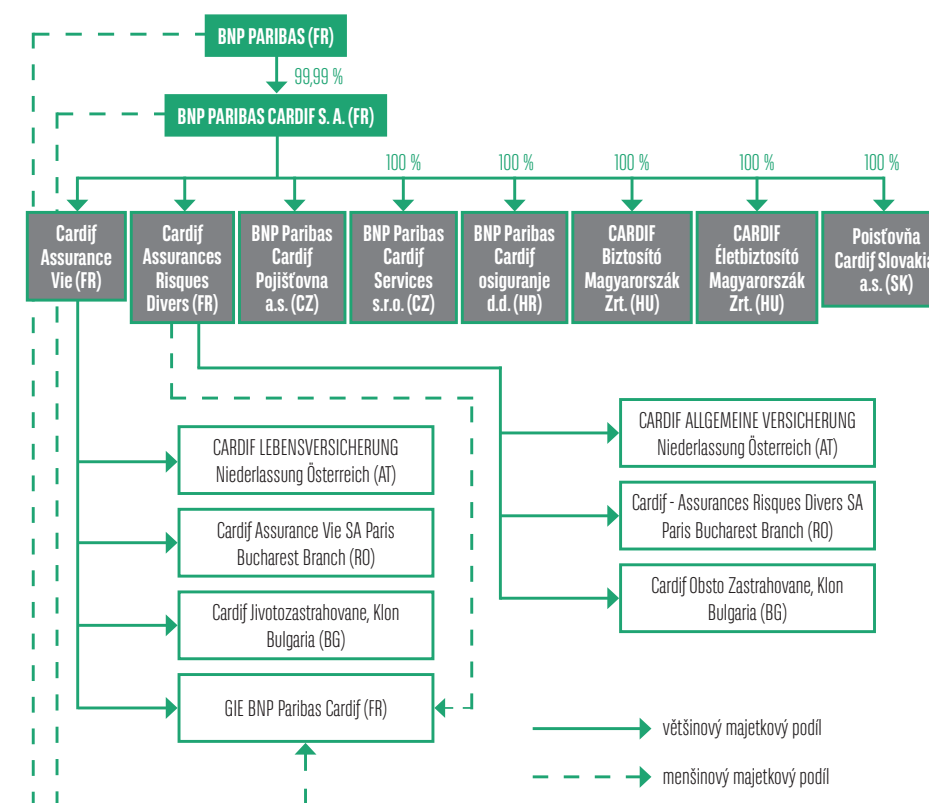 BNP PARIBAS (FR)
99,99 %
BNP PARIBAS CARDIF S. A. (FR)
100 %
100 %
100 %
100 %
100 %
Cardif
Assurance
Vie (FR)
Cardif
Assurances
Risques
Divers (FR)
BNP Paribas
Cardif
Pojišťovna
a.s. (CZ)
BNP Paribas
Cardif
Services
s.r.o. (CZ)
BNP Paribas
Cardif
osiguranje
d.d. (HR)
CARDIF
Biztosító
Magyarorszák
Zrt. (HU)
CARDIF
Életbiztosító
Magyarorszák
Zrt. (HU)
Poisťovňa
Cardif Slovakia
a.s. (SK)
CARDIF LEBENSVERSICHERUNG
Niederlassung Österreich (AT)
Cardif Assurance Vie SA Paris
Bucharest Branch (RO)
Cardif Jivotozastrahovane, Klon
Bulgaria (BG)
GIE BNP Paribas Cardif (FR)
CARDIF ALLGEMEINE VERSICHERUNG
Niederlassung Österreich (AT)
Cardif - Assurances Risques Divers SA
Paris Bucharest Branch (RO)
Cardif Obsto Zastrahovane, Klon
Bulgaria (BG)
většinový majetkový podíl
menšinový majetkový podíl